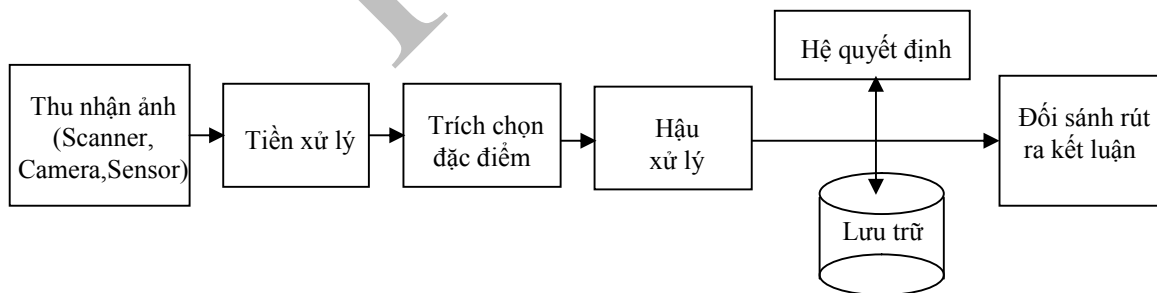 Thu nhận ảnh
(Scanner,
Camera,Sensor)
Tiền xử lý
Trích chọn
đặc điểm
Hậu
xử lý
Hệ quyết định
Lưu trữ
Đối sánh rút
ra kết luận